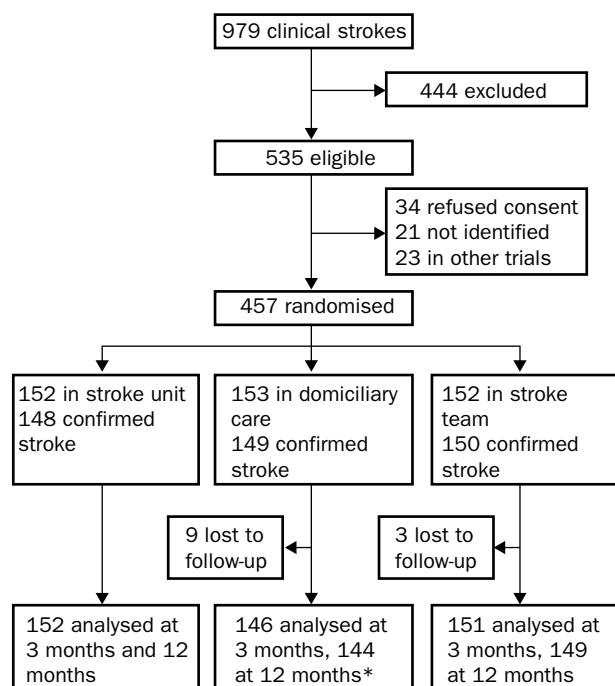 979 clinical strokes
444 excluded
535 eligible
34 refused consent
21 not identified
23 in other trials
457 randomised
152 in stroke unit
148 confirmed
stroke
153 in domiciliary
care
149 confirmed
stroke
152 in stroke
team
150 confirmed
stroke
9 lost to
follow-up
3 lost to
follow-up
152 analysed at
3 months and 12
months
146 analysed at
3 months, 144
at 12 months*
151 analysed at
3 months, 149
at 12 months